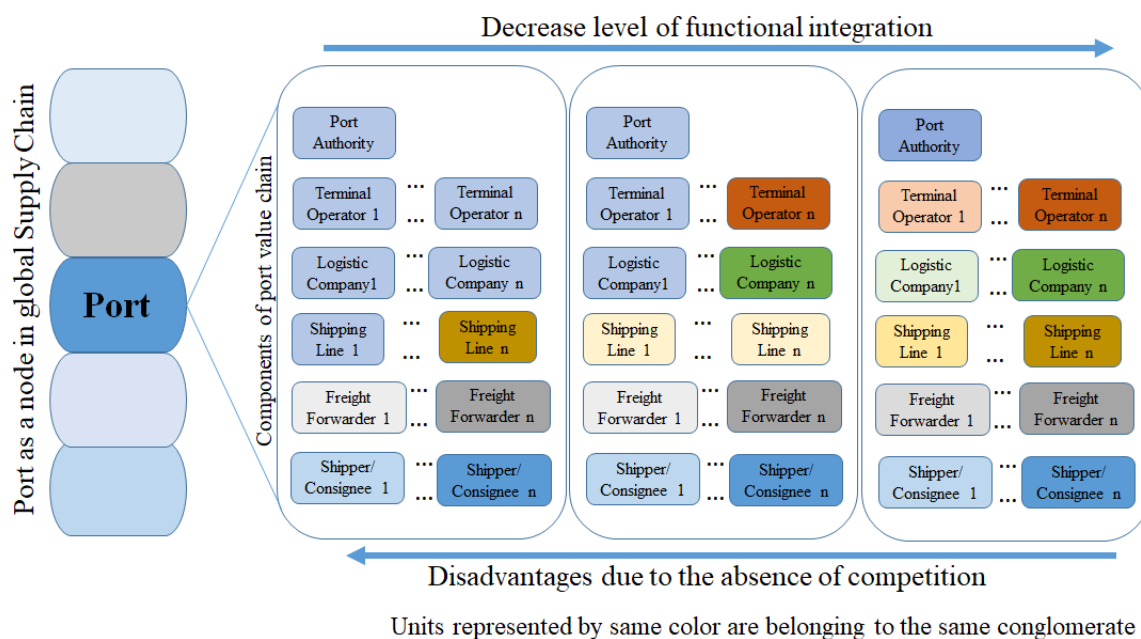 Decrease level of functional integration
Port as a node in global Supply Chain
Port
Components of port value chain
Port
Authority
Terminal
Operator 1
...
...
Terminal
Operator n
Logistic
Company1
...
...
Logistic
Company n
Shipping
Line 1
...
...
Shipping
Line n
Freight
Forwarder 1
...
...
Freight
Forwarder n
Shipper/
Consignee 1
...
...
Shipper/
Consignee n
Port
Authority
Terminal
Operator 1
...
...
Terminal
Operator n
Logistic
Company1
...
...
Logistic
Company n
Shipping
Line 1
...
...
Shipping
Line n
Freight
Forwarder 1
...
...
Freight
Forwarder n
Shipper/
Consignee 1
...
...
Shipper/
Consignee n
Port
Authority
Terminal
Operator 1
...
...
Terminal
Operator n
Logistic
Company1
...
...
Logistic
Company n
Shipping
Line 1
...
...
Shipping
Line n
Freight
Forwarder 1
...
...
Freight
Forwarder n
Shipper/
Consignee 1
...
...
Shipper/
Consignee n
Disadvantages due to the absence of competition
Units represented by same color are belonging to the same conglomerate